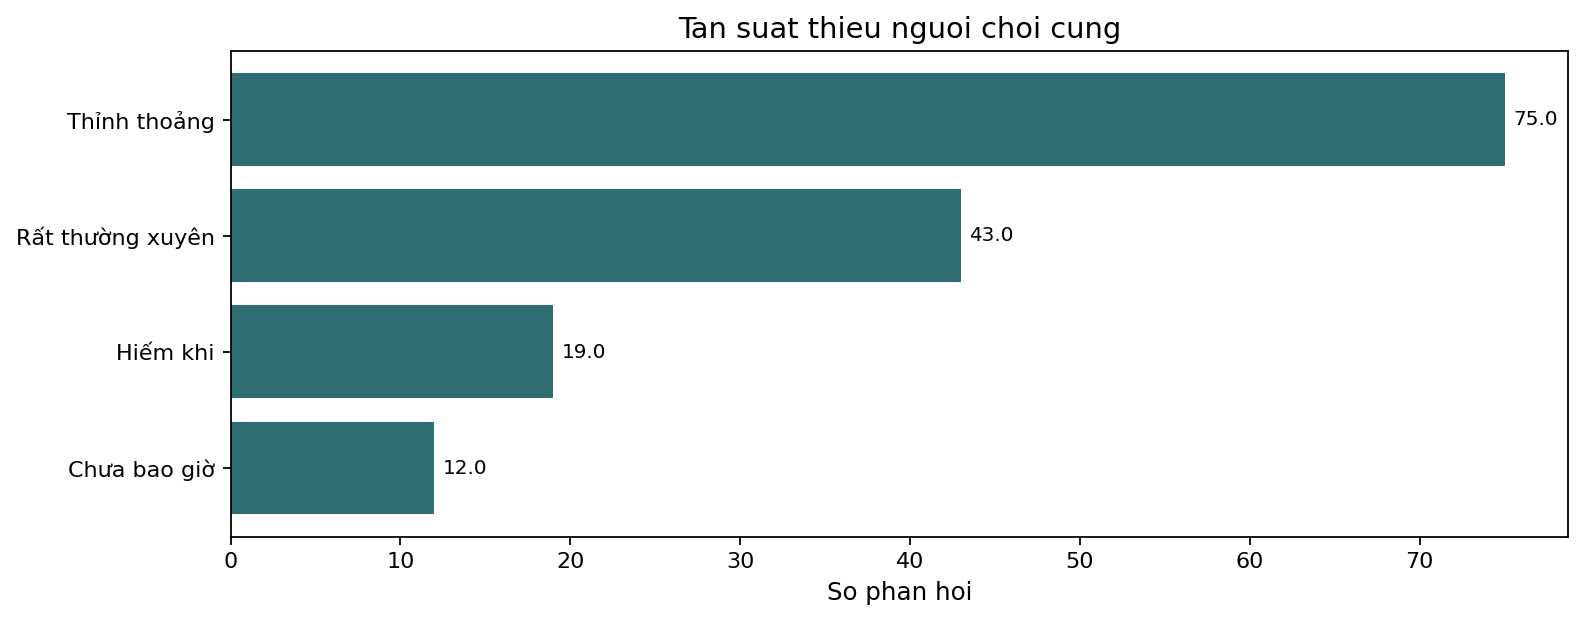 Tan suat thieu nguoi choi cung
Thỉnh thoảng
75.0
Rất thường xuyên
43.0
Hiếm khi
19.0
Chưa bao giờ
12.0
0 10 20 30 40 50 60 70
So phan hoi